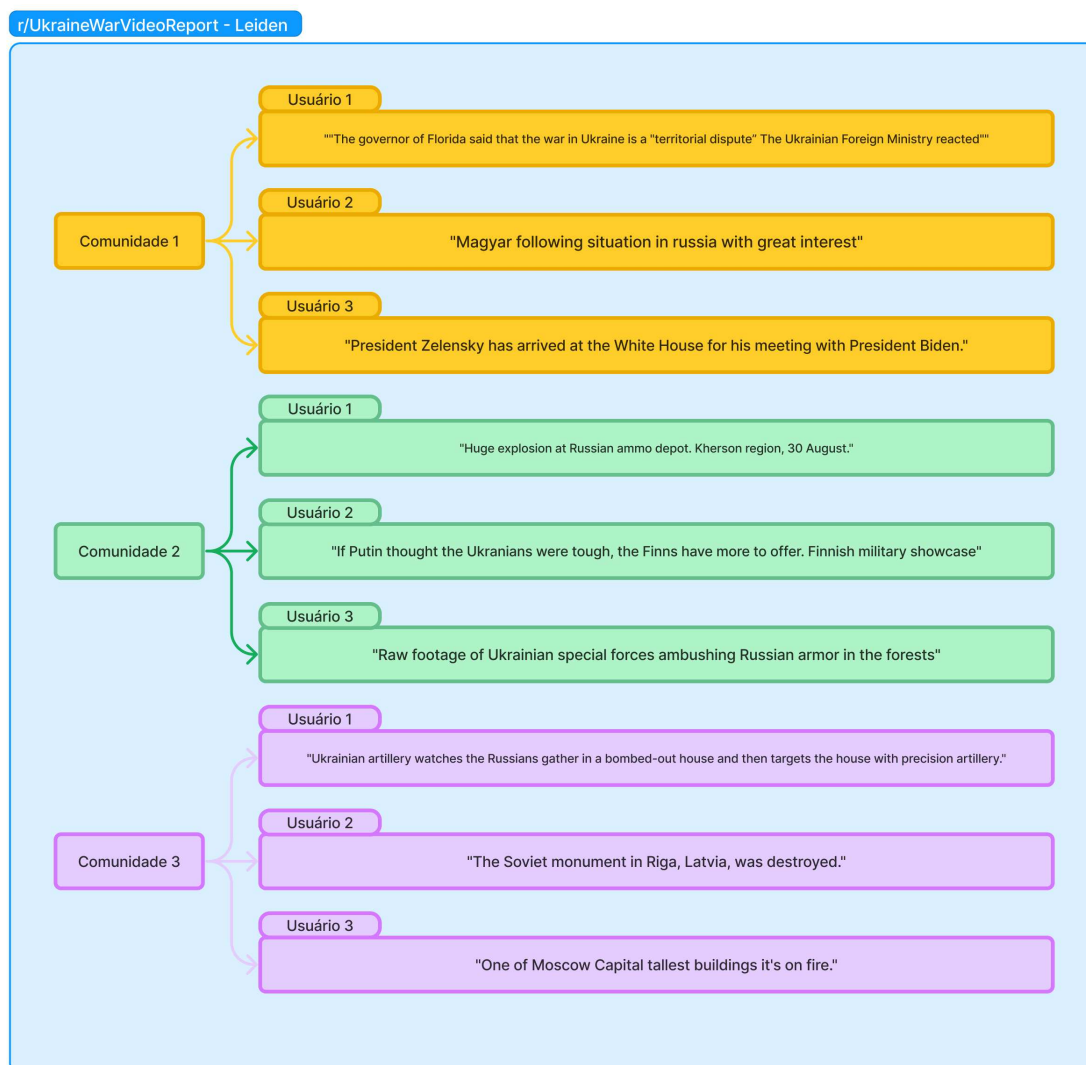 r/UkraineWarVideoReport - Leiden
Usuário 1
""The governor of Florida said that the war in Ukraine is a "territorial dispute” The Ukrainian Foreign Ministry reacted""
Usuário 2
Comunidade 1
"Magyar following situation in russia with great interest"
Usuário 3
"President Zelensky has arrived at the White House for his meeting with President Biden."
Usuário 1
"Huge explosion at Russian ammo depot. Kherson region, 30 August."
Usuário 2
Comunidade 2
"If Putin thought the Ukranians were tough, the Finns have more to offer. Finnish military showcase"
Usuário 3
"Raw footage of Ukrainian special forces ambushing Russian armor in the forests"
Usuário 1
"Ukrainian artillery watches the Russians gather in a bombed-out house and then targets the house with precision artillery."
Usuário 2
Comunidade 3
"The Soviet monument in Riga, Latvia, was destroyed."
Usuário 3
"One of Moscow Capital tallest buildings it's on fire."